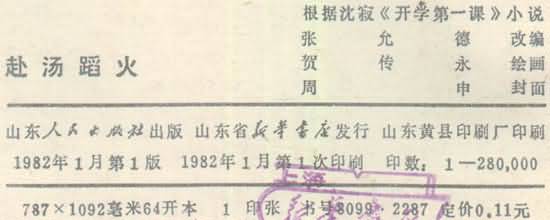 根据沈寂《开学第一课》小说
张 允 德 改编
贺 传 永 绘画
周 申 封面
赴汤蹈火
山东人民出版社出版 山东省新华书店发行 山东黄县印刷厂印刷
1982年1月第1版 1982年1月第1次印刷 印数：1—280,000
上海
787×1092毫米64开本 1 印张 书号8099·2287 定价0.11元